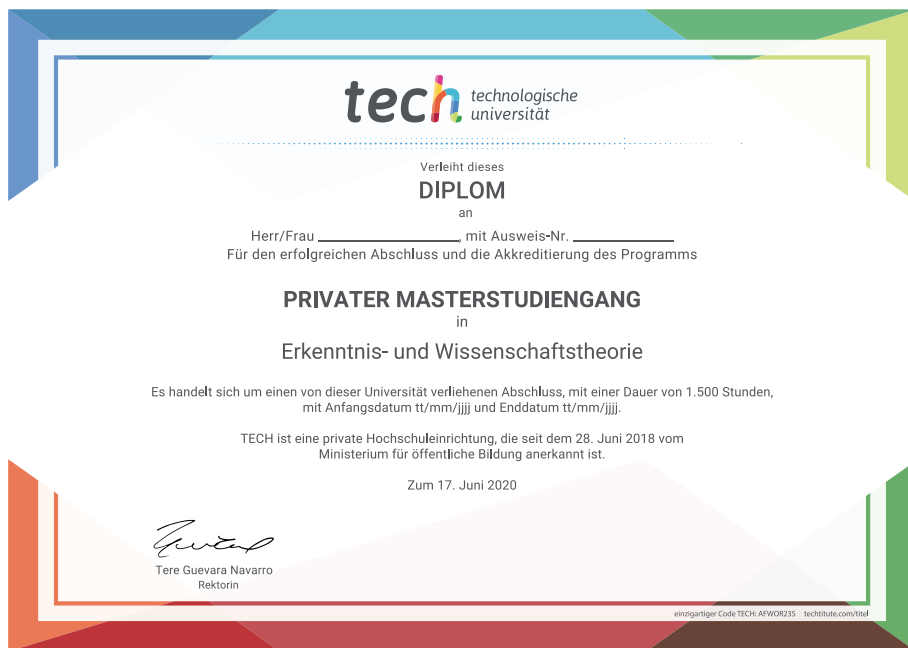 tech technologische
universität
Verleiht dieses
DIPLOM
an
Herr/Frau ____________________, mit Ausweis-Nr. ______________
Für den erfolgreichen Abschluss und die Akkreditierung des Programms
PRIVATER MASTERSTUDIENGANG
in
Erkenntnis- und Wissenschaftstheorie
Es handelt sich um einen von dieser Universität verliehenen Abschluss, mit einer Dauer von 1.500 Stunden,
mit Anfangsdatum tt/mm/jjjj und Enddatum tt/mm/jjjj.
TECH ist eine private Hochschuleinrichtung, die seit dem 28. Juni 2018 vom
Ministerium für öffentliche Bildung anerkannt ist.
Zum 17. Juni 2020
Tere Guevara Navarro
Rektorin
einzigartiger Code TECH: AFWOR23S techtitute.com/titel